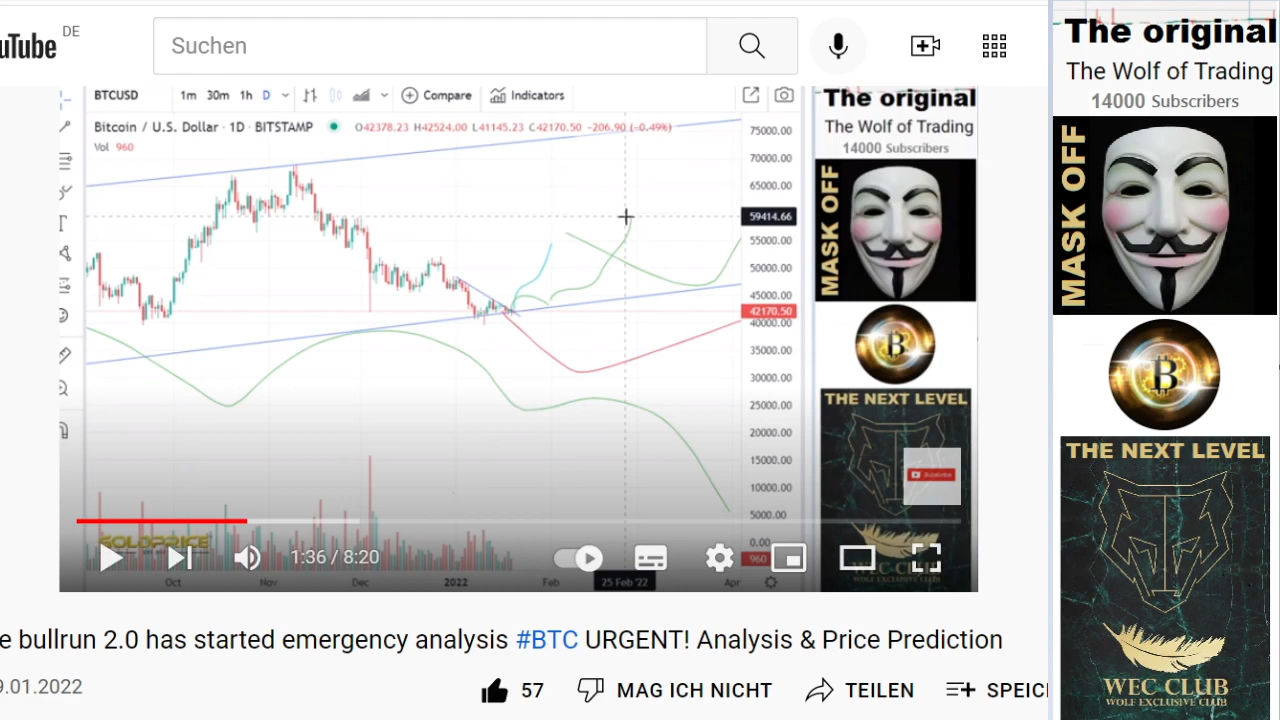 uTube DE
Suchen
BTCUSD 1m 30m 1h D Compare Indicators
Bitcoin / U.S. Dollar · 1D · BITSTAMP O42378.23 H42524.00 L41145.23 C42170.50 -206.90 (-0.49%)
Vol 960
75000.00
70000.00
65000.00
59414.66
55000.00
50000.00
45000.00
42170.50
40000.00
35000.00
30000.00
25000.00
20000.00
15000.00
10000.00
5000.00
0.00
960
GOLDPRICE
1:36 / 8:20
Oct Nov Dec 2022 Feb 25 Feb '22 Apr
The original
The Wolf of Trading
14000 Subscribers
MASK OFF
B
THE NEXT LEVEL
Subscribe
WEC CLUB
WOLF EXCLUSIVE CLUB
e bullrun 2.0 has started emergency analysis #BTC URGENT! Analysis & Price Prediction
9.01.2022 57 MAG ICH NICHT TEILEN SPEIC
The original
The Wolf of Trading
14000 Subscribers
MASK OFF
B
THE NEXT LEVEL
WEC CLUB
WOLF EXCLUSIVE CLUB